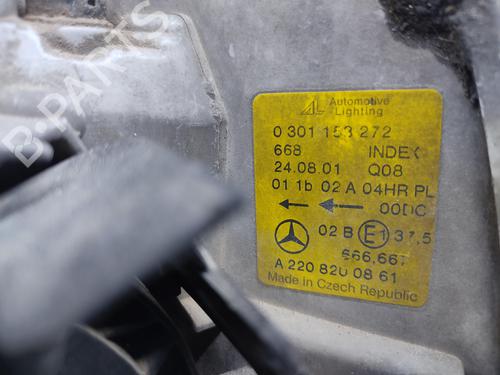 B-PARTS
AL Automotive
Lighting
0 301 153 272
668 INDEX
24.08.01 Q08
01 1b 02 A 04HR PL
00DC
02 B E1 37,5
666,667
A 220 820 08 61
Made in Czech Republic